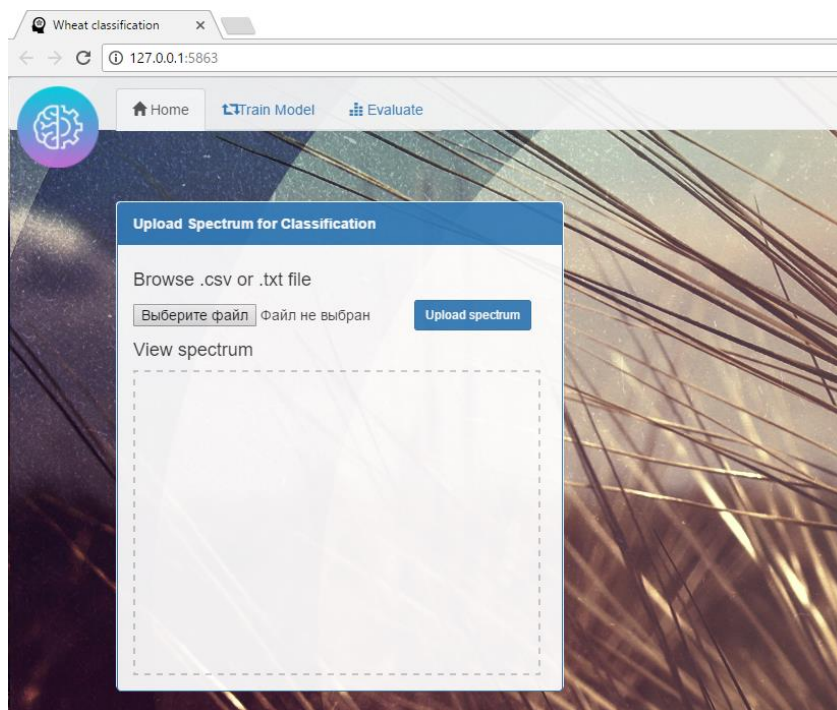 Wheat classification
127.0.0.1:5863
Home Train Model Evaluate
Upload Spectrum for Classification
Browse .csv or .txt file
Выберите файл Файл не выбран Upload spectrum
View spectrum